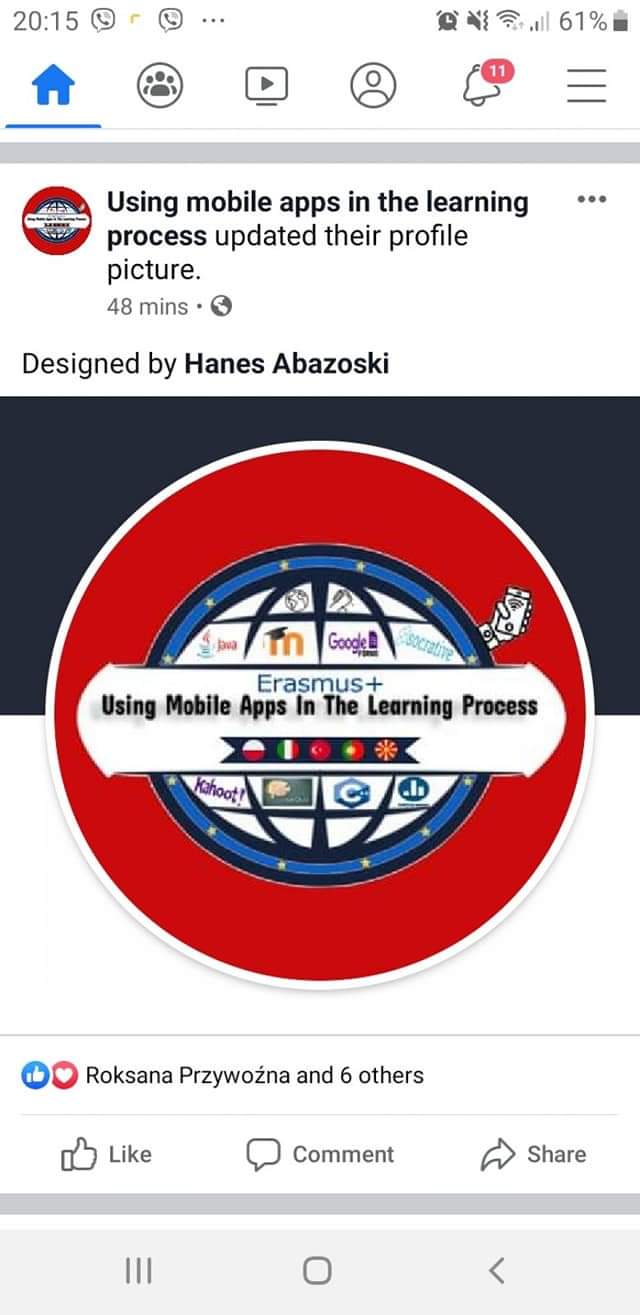 20:15
61%
11
Using mobile apps in the learning
process updated their profile
picture.
48 mins
Designed by Hanes Abazoski
Java
Google
FORMS
socrative
Erasmus+
Using Mobile Apps In The Learning Process
Kahoot!
Roksana Przywoźna and 6 others
Like
Comment
Share